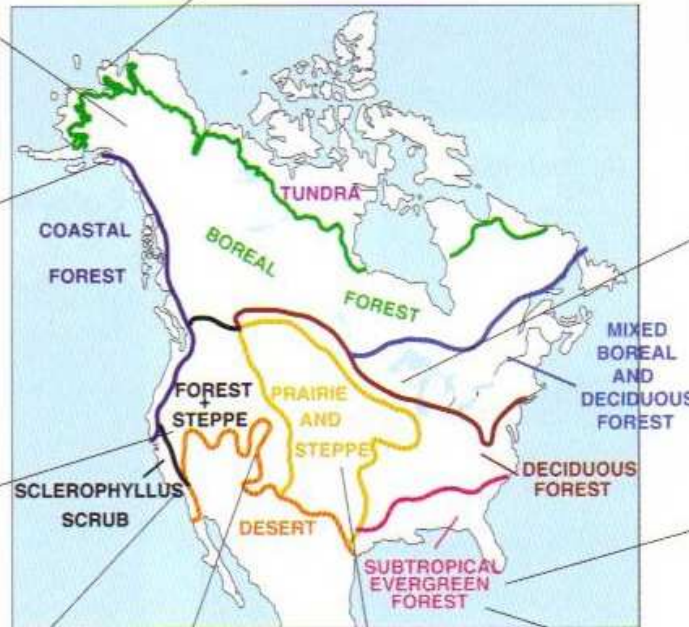 TUNDRA
COASTAL
FOREST
BOREAL
FOREST
MIXED
BOREAL
AND
DECIDUOUS
FOREST
FOREST
+
STEPPE
PRAIRIE
AND
STEPPE
DECIDUOUS
FOREST
SCLEROPHYLLUS
SCRUB
DESERT
SUBTROPICAL
EVERGREEN
FOREST